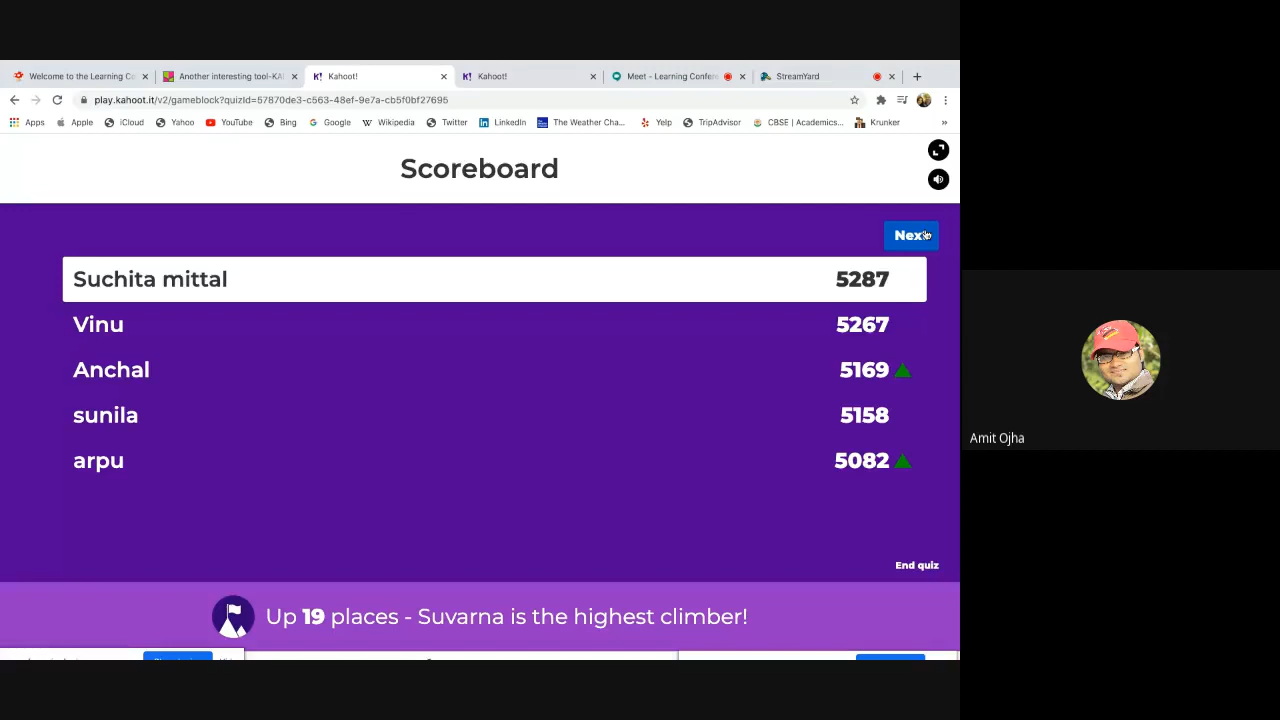 Welcome to the Learning Co
Another interesting tool-KA
K! Kahoot!
K! Kahoot!
Meet - Learning Confere
StreamYard
play.kahoot.it/v2/gameblock?quizId=57870de3-c563-48ef-9e7a-cb5f0bf27695
Apps
Apple
iCloud
Yahoo
YouTube
Bing
Google
Wikipedia
Twitter
LinkedIn
The Weather Cha...
Yelp
TripAdvisor
CBSE | Academics...
Krunker
»
Scoreboard
Next
Suchita mittal 5287
Vinu 5267
Anchal 5169
sunila 5158
arpu 5082
End quiz
Up 19 places - Suvarna is the highest climber!
Amit Ojha